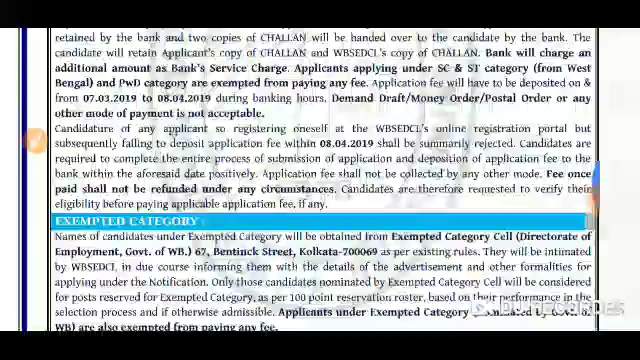 retained by the bank and two copies of CHALLAN will be handed over to the candidate by the bank. The
candidate will retain Applicant's copy of CHALLAN and WBSEDCL's copy of CHALLAN. Bank will charge an
additional amount as Bank's Service Charge. Applicants applying under SC & ST category (from West
Bengal) and PwD category are exempted from paying any fee. Application fee will have to be deposited on &
from 07.03.2019 to 08.04.2019 during banking hours. Demand Draft/Money Order/Postal Order or any
other mode of payment is not acceptable.
Candidature of any applicant so registering oneself at the WBSEDCL's online registration portal but
subsequently failing to deposit application fee within 08.04.2019 shall be summarily rejected. Candidates are
required to complete the entire process of submission of application and deposition of application fee to the
bank within the aforesaid date positively. Application fee shall not be collected by any other mode. Fee once
paid shall not be refunded under any circumstances. Candidates are therefore requested to verify their
eligibility before paying applicable application fee, if any.
EXEMPTED CATEGORY
Names of candidates under Exempted Category will be obtained from Exempted Category Cell (Directorate of
Employment, Govt. of WB.) 67, Bentinck Street, Kolkata-700069 as per existing rules. They will be intimated
by WBSEDCL in due course informing them with the details of the advertisement and other formalities for
applying under the Notification. Only those candidates nominated by Exempted Category Cell will be considered
for posts reserved for Exempted Category, as per 100 point reservation roster, based on their performance in the
selection process and if otherwise admissible. Applicants under Exempted Category by Govt. of
WB) are also exempted from paying any fee.